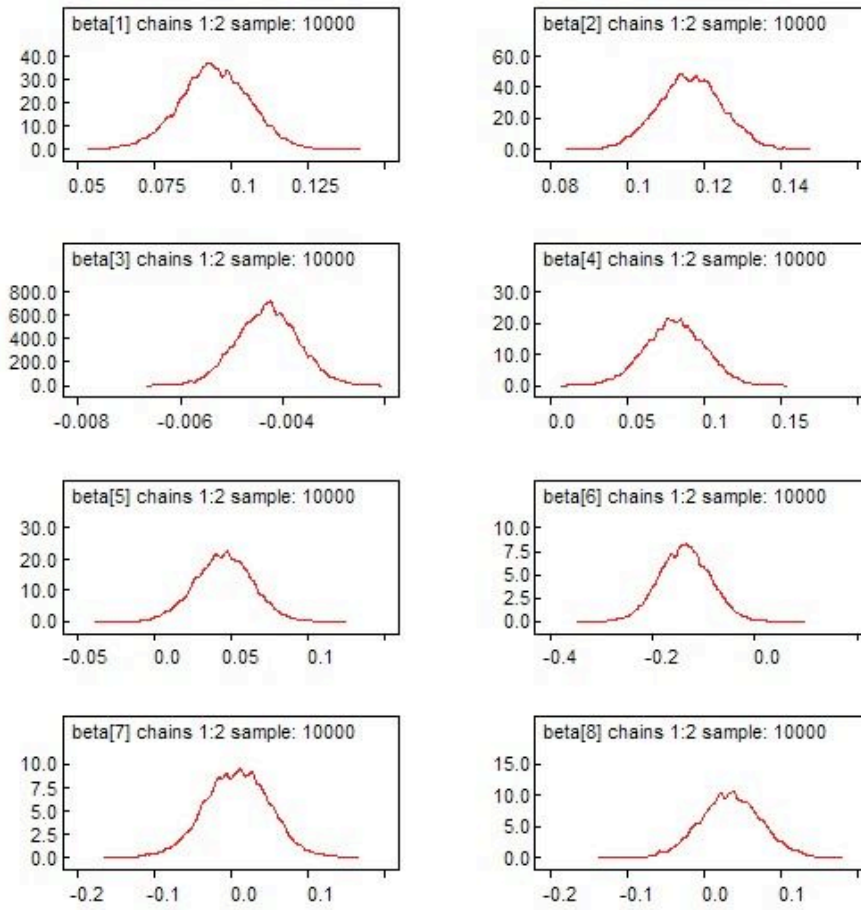 beta[1] chains 1:2 sample: 10000
40.0
30.0
20.0
10.0
0.0
0.05 0.075 0.1 0.125
beta[2] chains 1:2 sample: 10000
60.0
40.0
20.0
0.0
0.08 0.1 0.12 0.14
beta[3] chains 1:2 sample: 10000
800.0
600.0
400.0
200.0
0.0
-0.008 -0.006 -0.004
beta[4] chains 1:2 sample: 10000
30.0
20.0
10.0
0.0
0.0 0.05 0.1 0.15
beta[5] chains 1:2 sample: 10000
30.0
20.0
10.0
0.0
-0.05 0.0 0.05 0.1
beta[6] chains 1:2 sample: 10000
10.0
7.5
5.0
2.5
0.0
-0.4 -0.2 0.0
beta[7] chains 1:2 sample: 10000
10.0
7.5
5.0
2.5
0.0
-0.2 -0.1 0.0 0.1
beta[8] chains 1:2 sample: 10000
15.0
10.0
5.0
0.0
-0.2 -0.1 0.0 0.1